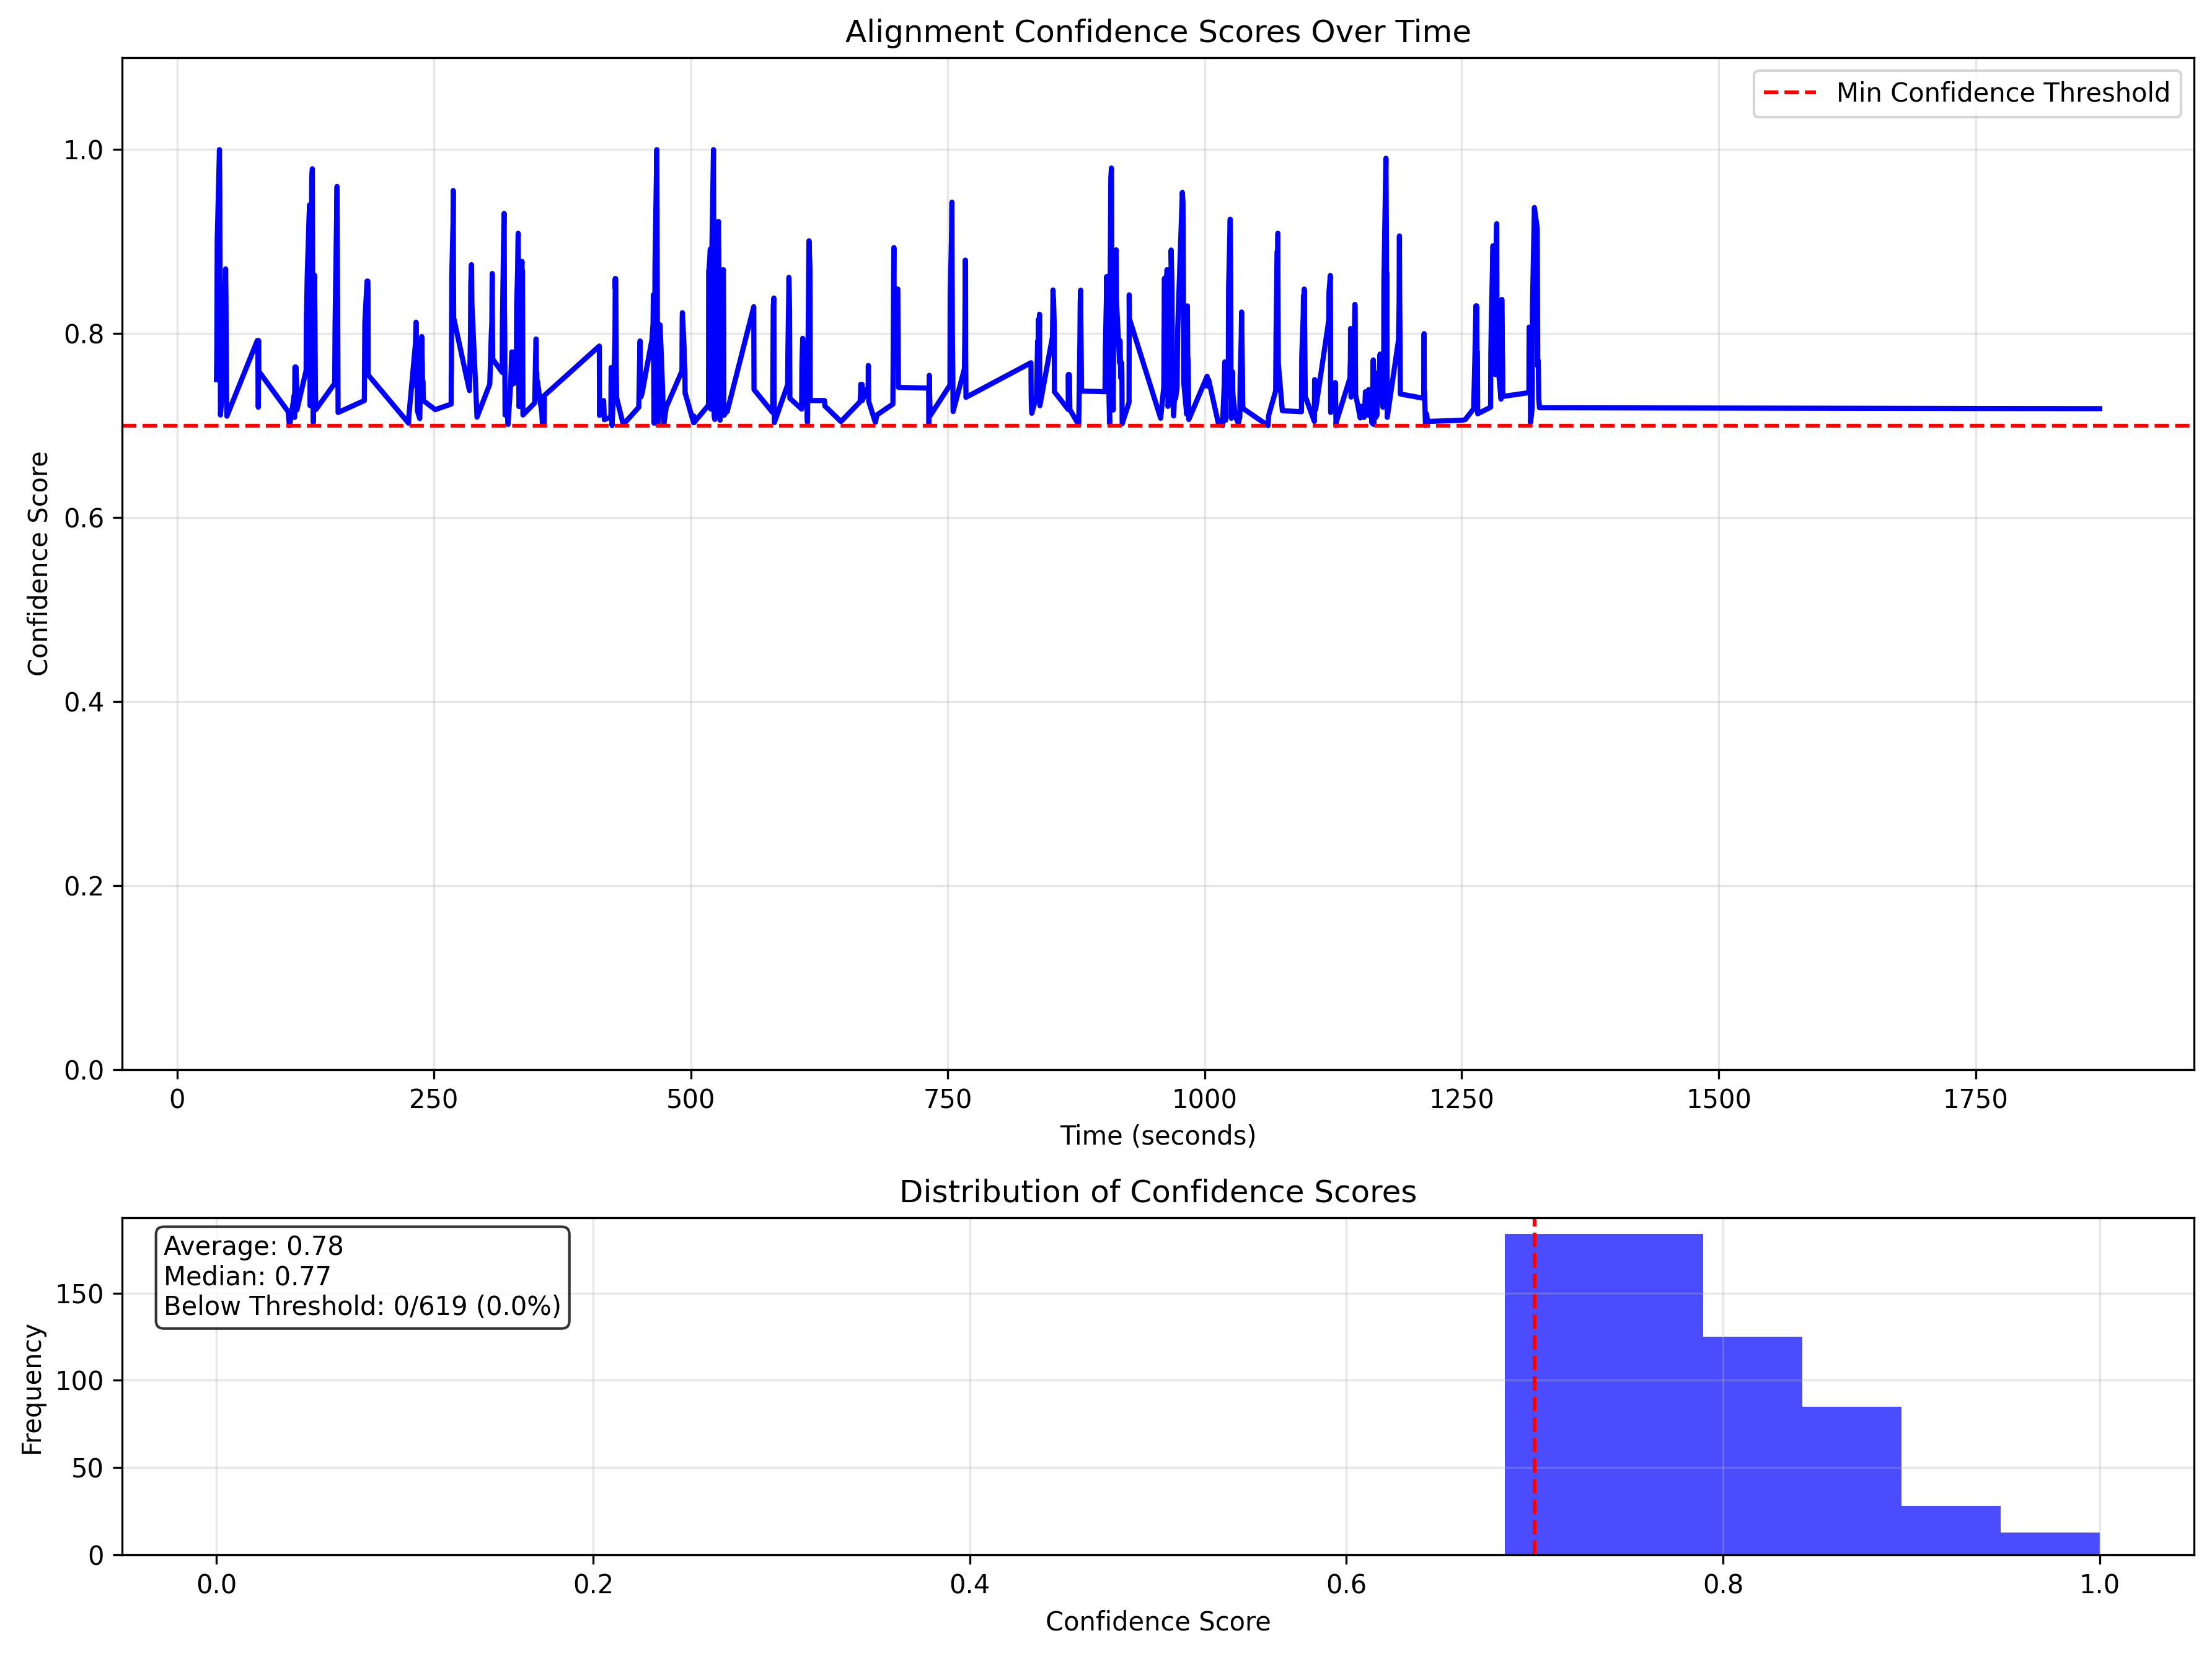 Alignment Confidence Scores Over Time
Min Confidence Threshold
1.0
0.8
0.6
0.4
0.2
0.0
Confidence Score
0 250 500 750 1000 1250 1500 1750
Time (seconds)
Distribution of Confidence Scores
Average: 0.78
Median: 0.77
Below Threshold: 0/619 (0.0%)
150
100
50
0
Frequency
0.0 0.2 0.4 0.6 0.8 1.0
Confidence Score